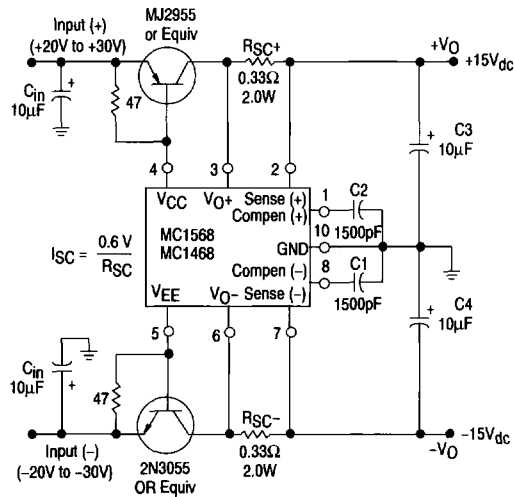 MJ2955
or Equiv
Input (+)
(+20V to +30V)
RSC+
0.33Ω
2.0W
+VO
+15Vdc
Cin
10μF
+
47
C3
10μF
+
4
3
2
VCC
VO+
Sense (+)
Compen (+)
1
C2
1500pF
MC1568
MC1468
GND
10
ISC = 0.6 V
RSC
Compen (–)
8
C1
1500pF
VEE
VO–
Sense (–)
5
6
7
C4
10μF
+
Cin
10μF
+
47
RSC–
0.33Ω
2.0W
–15Vdc
–VO
Input (–)
(–20V to –30V)
2N3055
OR Equiv